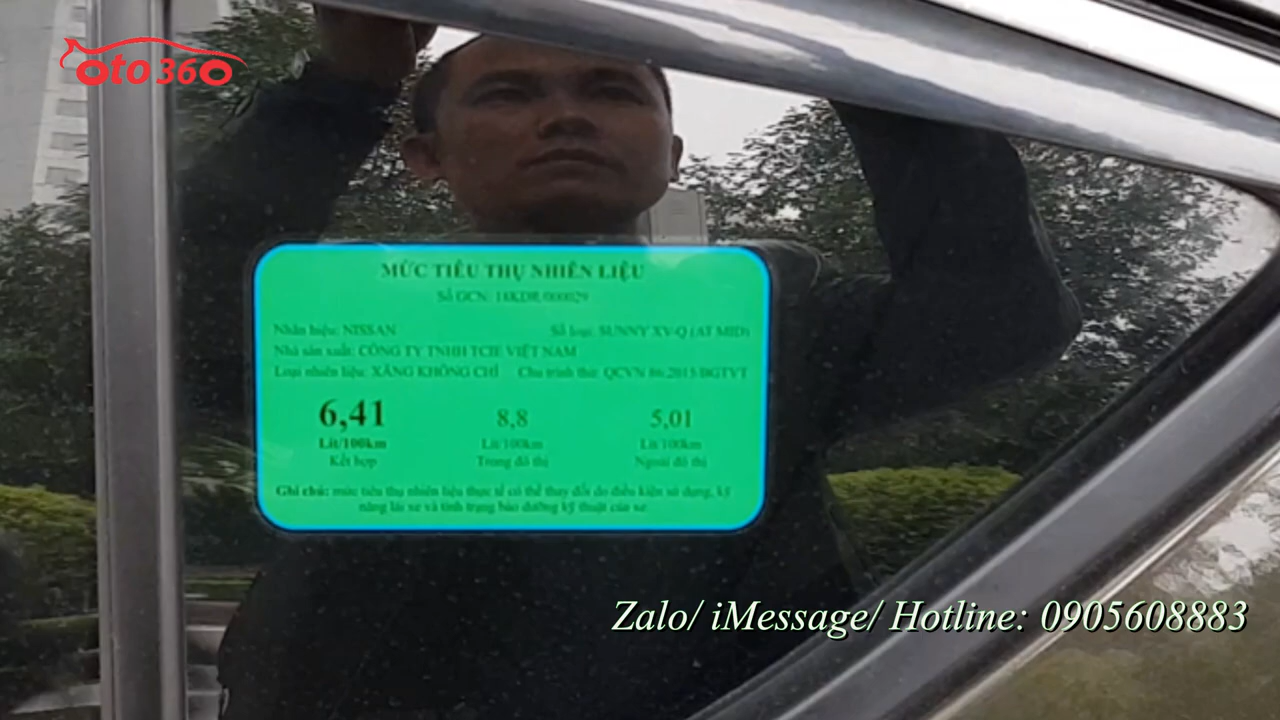 oto360
MỨC TIÊU THỤ NHIÊN LIỆU
Số GCN: 18KDR/000029
Nhãn hiệu: NISSAN Số loại: SUNNY XV-Q (AT MID)
Nhà sản xuất: CÔNG TY TNHH TCIE VIỆT NAM
Loại nhiên liệu: XĂNG KHÔNG CHÌ Chu trình thử: QCVN 86:2015/BGTVT
6,41 8,8 5,01
Lít/100km Lít/100km Lít/100km
Kết hợp Trong đô thị Ngoài đô thị
Ghi chú: mức tiêu thụ nhiên liệu thực tế có thể thay đổi do điều kiện sử dụng, kỹ
năng lái xe và tình trạng bảo dưỡng kỹ thuật của xe
Zalo/ iMessage/ Hotline: 0905608883